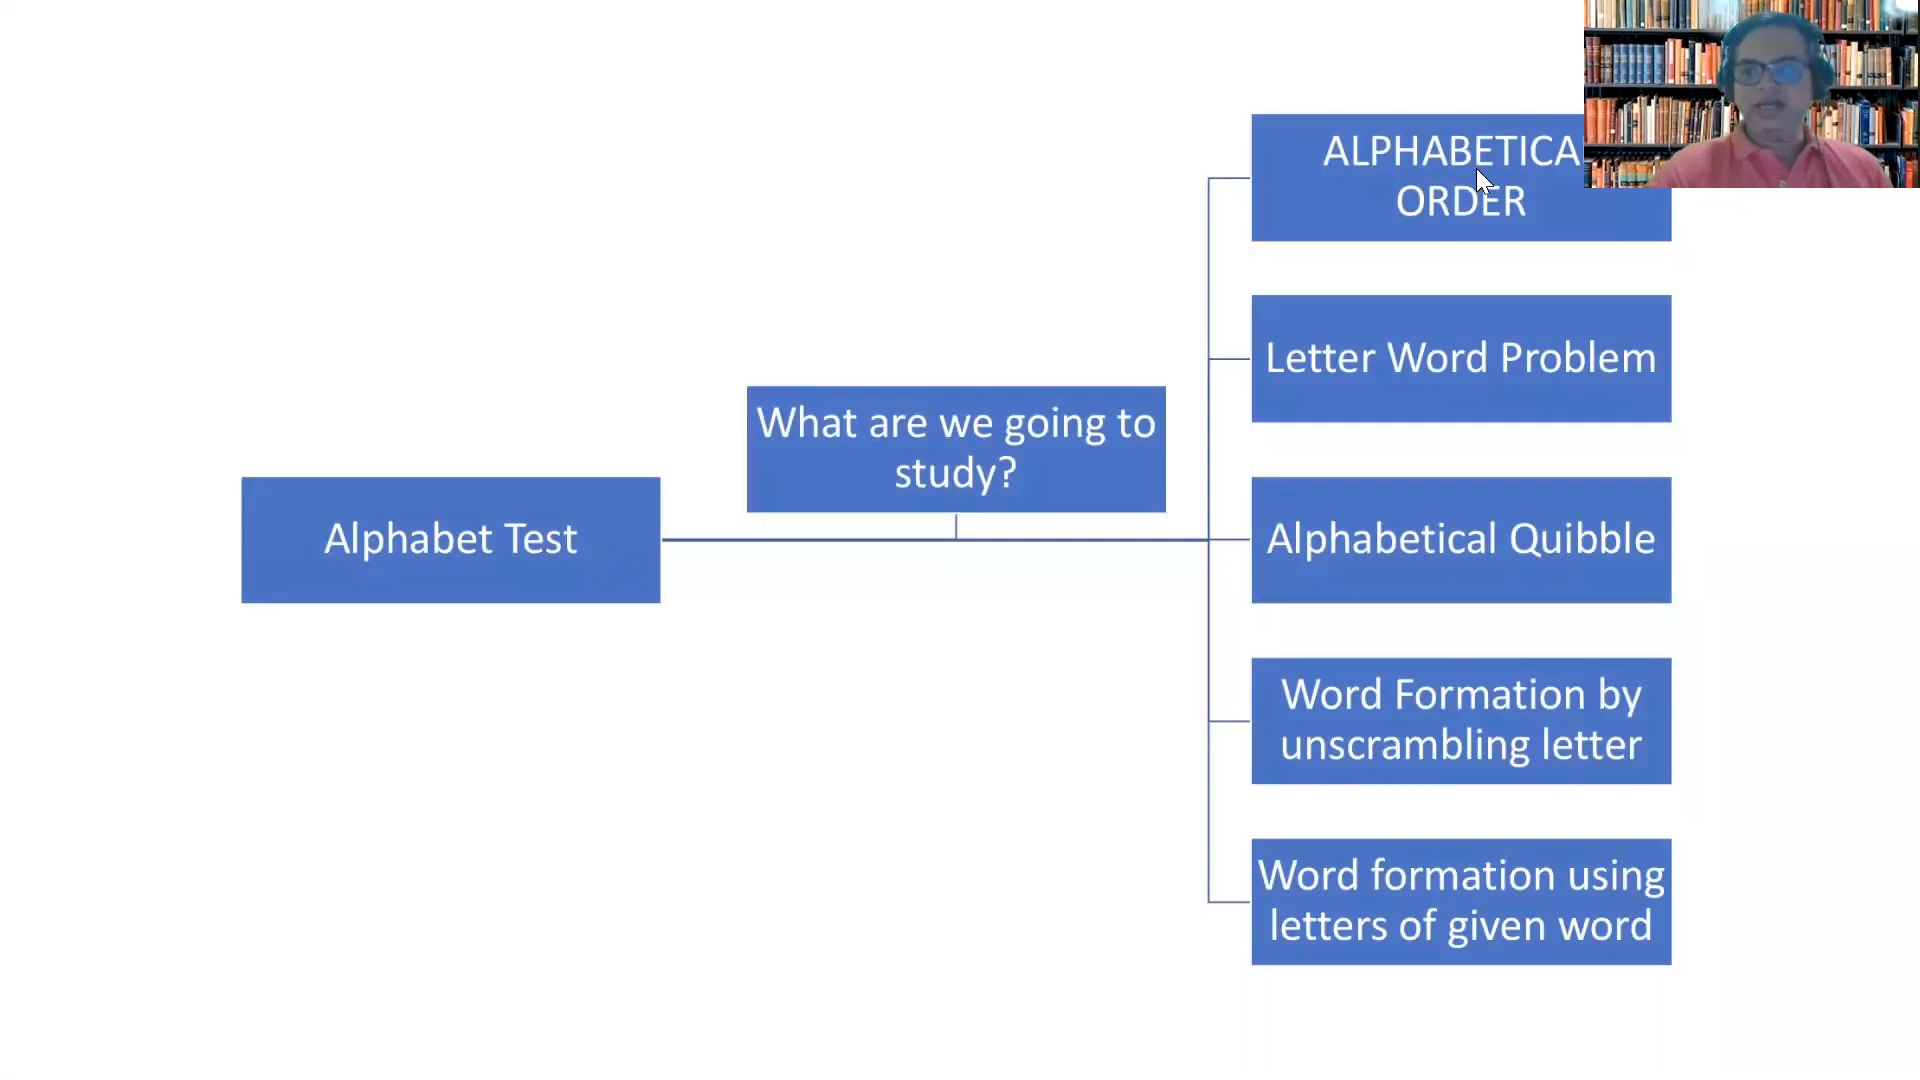 Alphabet Test
What are we going to
study?
ALPHABETICA
ORDER
Letter Word Problem
Alphabetical Quibble
Word Formation by
unscrambling letter
Word formation using
letters of given word